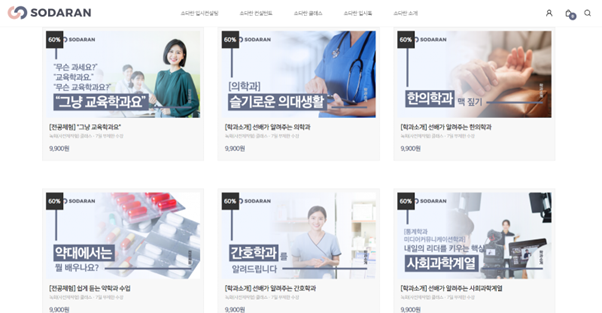 SODARAN
소다란 입시컨설팅
소다란 컨설턴트
소다란 클래스
소다란 입시톡
소다란 소개
0
60%
SODARAN
"무슨 과세요?"
"교육학과요."
"무슨 교육학과요?"
"그냥 교육학과요"
[전공체험] "그냥 교육학과요"
9,900원
60%
SODARAN
[의학과]
슬기로운 의대생활
[학과소개] 선배가 알려주는 의학과
9,900원
60%
SODARAN
한의학과 맥 짚기
[학과소개] 선배가 알려주는 한의학과
9,900원
60%
SODARAN
약대에서는
뭘 배우나요?
[전공체험] 쉽게 듣는 약학과 수업
9,900원
60%
SODARAN
간호학과를
알려드립니다
[학과소개] 선배가 알려주는 간호학과
9,900원
60%
SODARAN
[통계학과
미디어커뮤니케이션학과]
내일의 리더를 키우는 핵심
사회과학계열
[학과소개] 선배가 알려주는 사회과학계열
9,900원